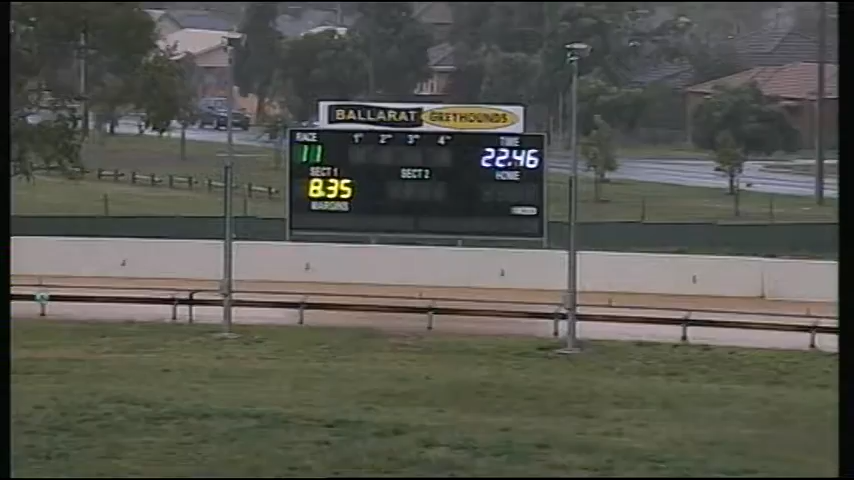 BALLARAT GREYHOUNDS
RACE 1st 2nd 3rd 4th TIME
11 22.46
SECT 1 SECT 2 HOME
8.35
MARGINS